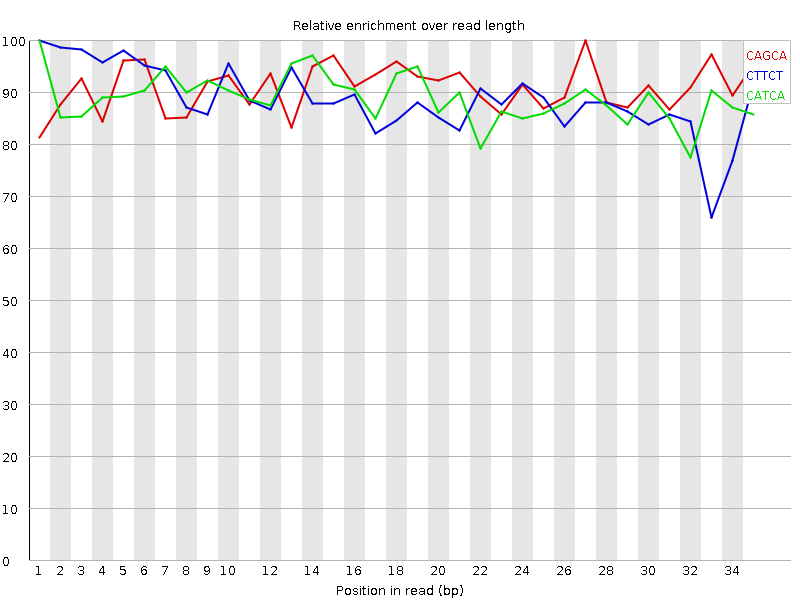 Relative enrichment over read length
100
90
80
70
60
50
40
30
20
10
0
CAGCA
CTTCT
CATCA
1 2 3 4 5 6 7 8 9 10 12 14 16 18 20 22 24 26 28 30 32 34
Position in read (bp)